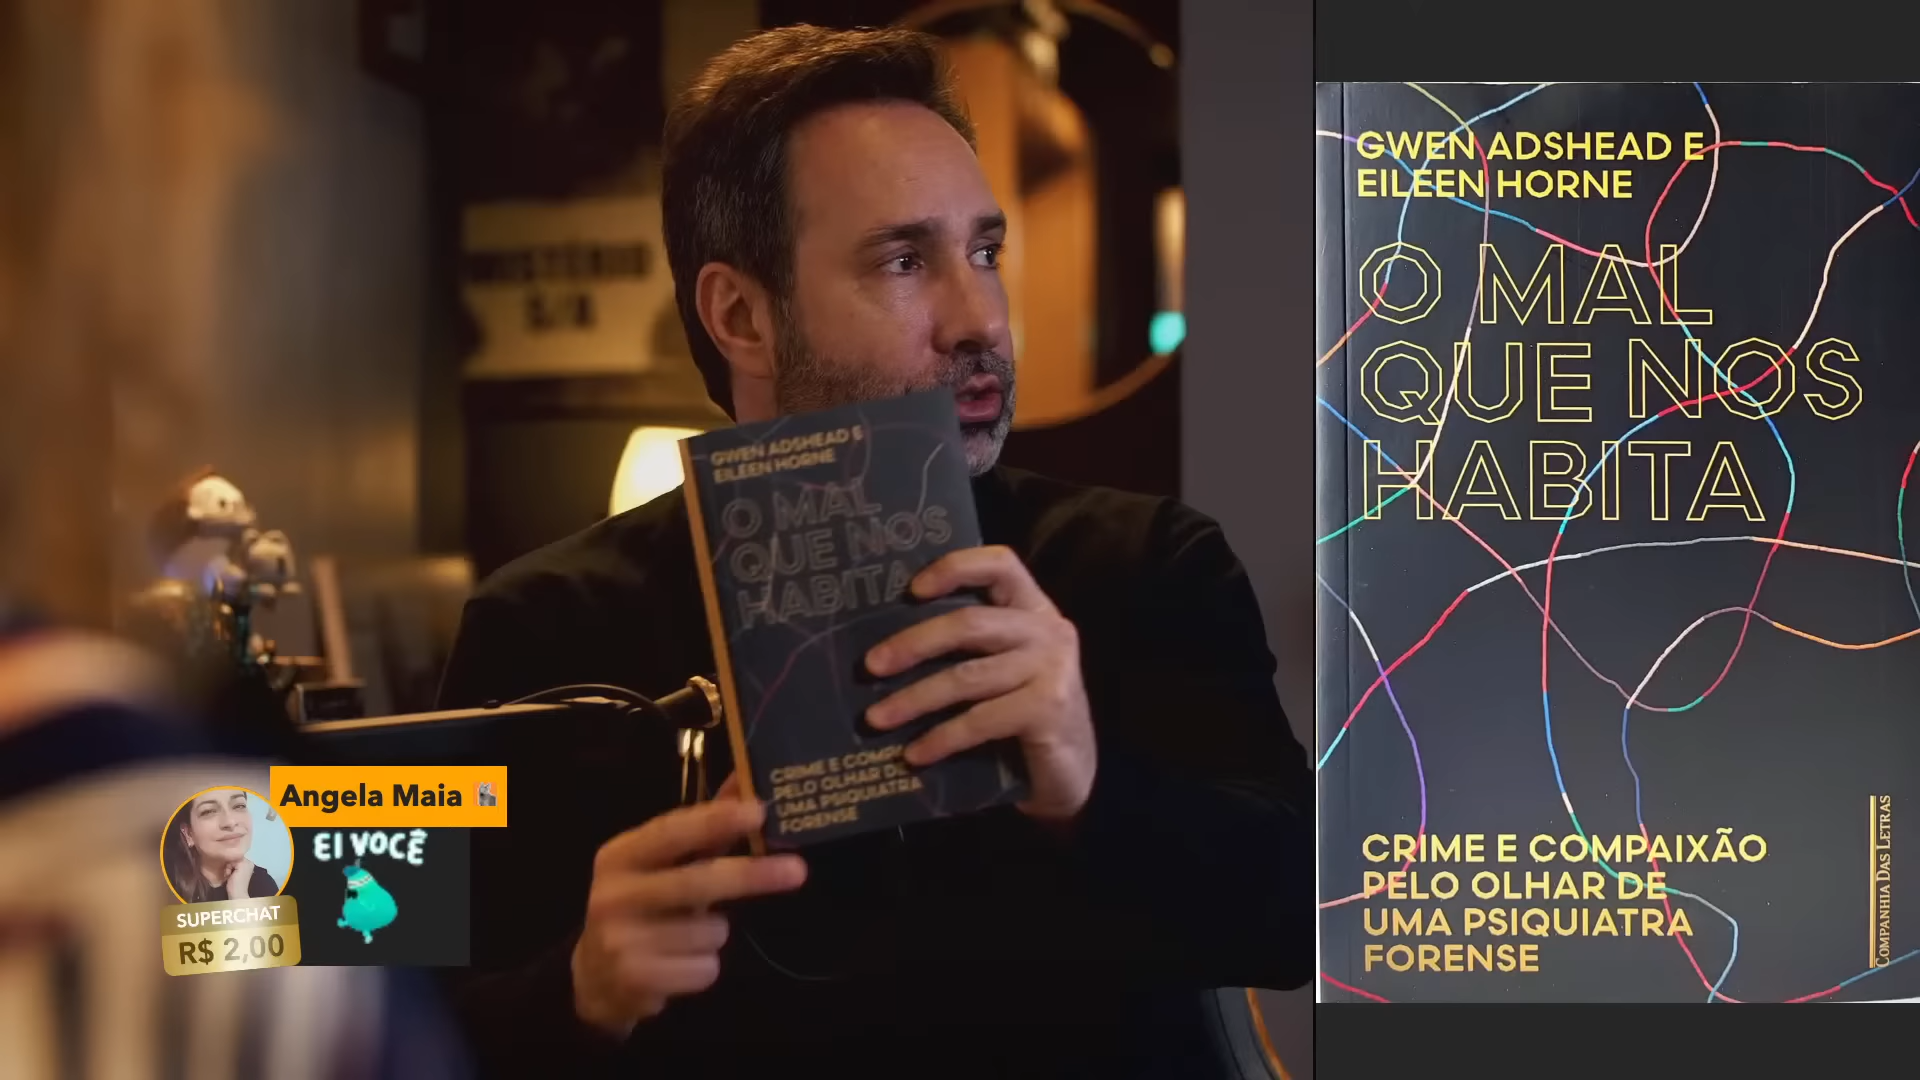 MISTÉRIO
S/A
GWEN ADSHEAD E
EILEEN HORNE
O MAL
QUE NOS
HABITA
CRIME E COMPA
PELO OLHAR DE
UMA PSIQUIATRA
FORENSE
Angela Maia
EI VOCÊ
SUPERCHAT
R$ 2,00
GWEN ADSHEAD E
EILEEN HORNE
O MAL
QUE NOS
HABITA
CRIME E COMPAIXÃO
PELO OLHAR DE
UMA PSIQUIATRA
FORENSE
COMPANHIA DAS LETRAS